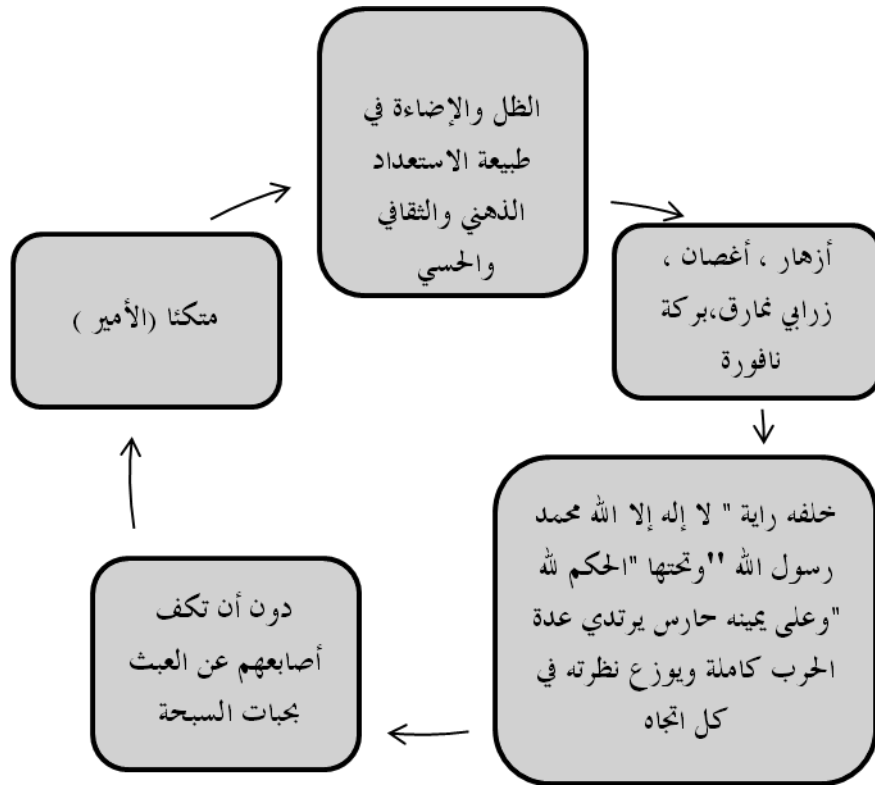 الظل والإضاءة في
طبيعة الاستعداد
الذهني والثقافي
والحسي
أزهار ، أغصان ،
زرابي نمارق،بركة
نافورة
خلفه راية " لا إله إلا الله محمد
رسول الله ''وتحتها "الحكم لله
"وعلى يمينه حارس يرتدي عدة
الحرب كاملة ويوزع نظرته في
كل اتجاه
دون أن تكف
أصابعهم عن العبث
بحبات السبحة
متكئا (الأمير )